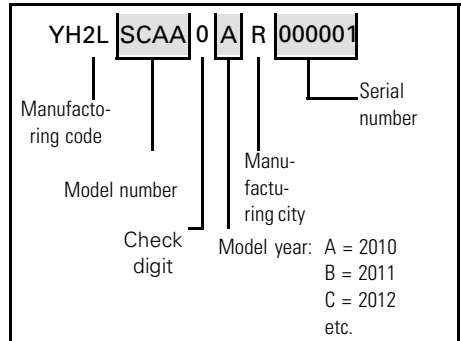 YH2L SCAA 0 A R 000001
Manufacto-
ring code
Serial
number
Manu-
factu-
ring city
Model number
Check
digit
Model year: A = 2010
B = 2011
C = 2012
etc.